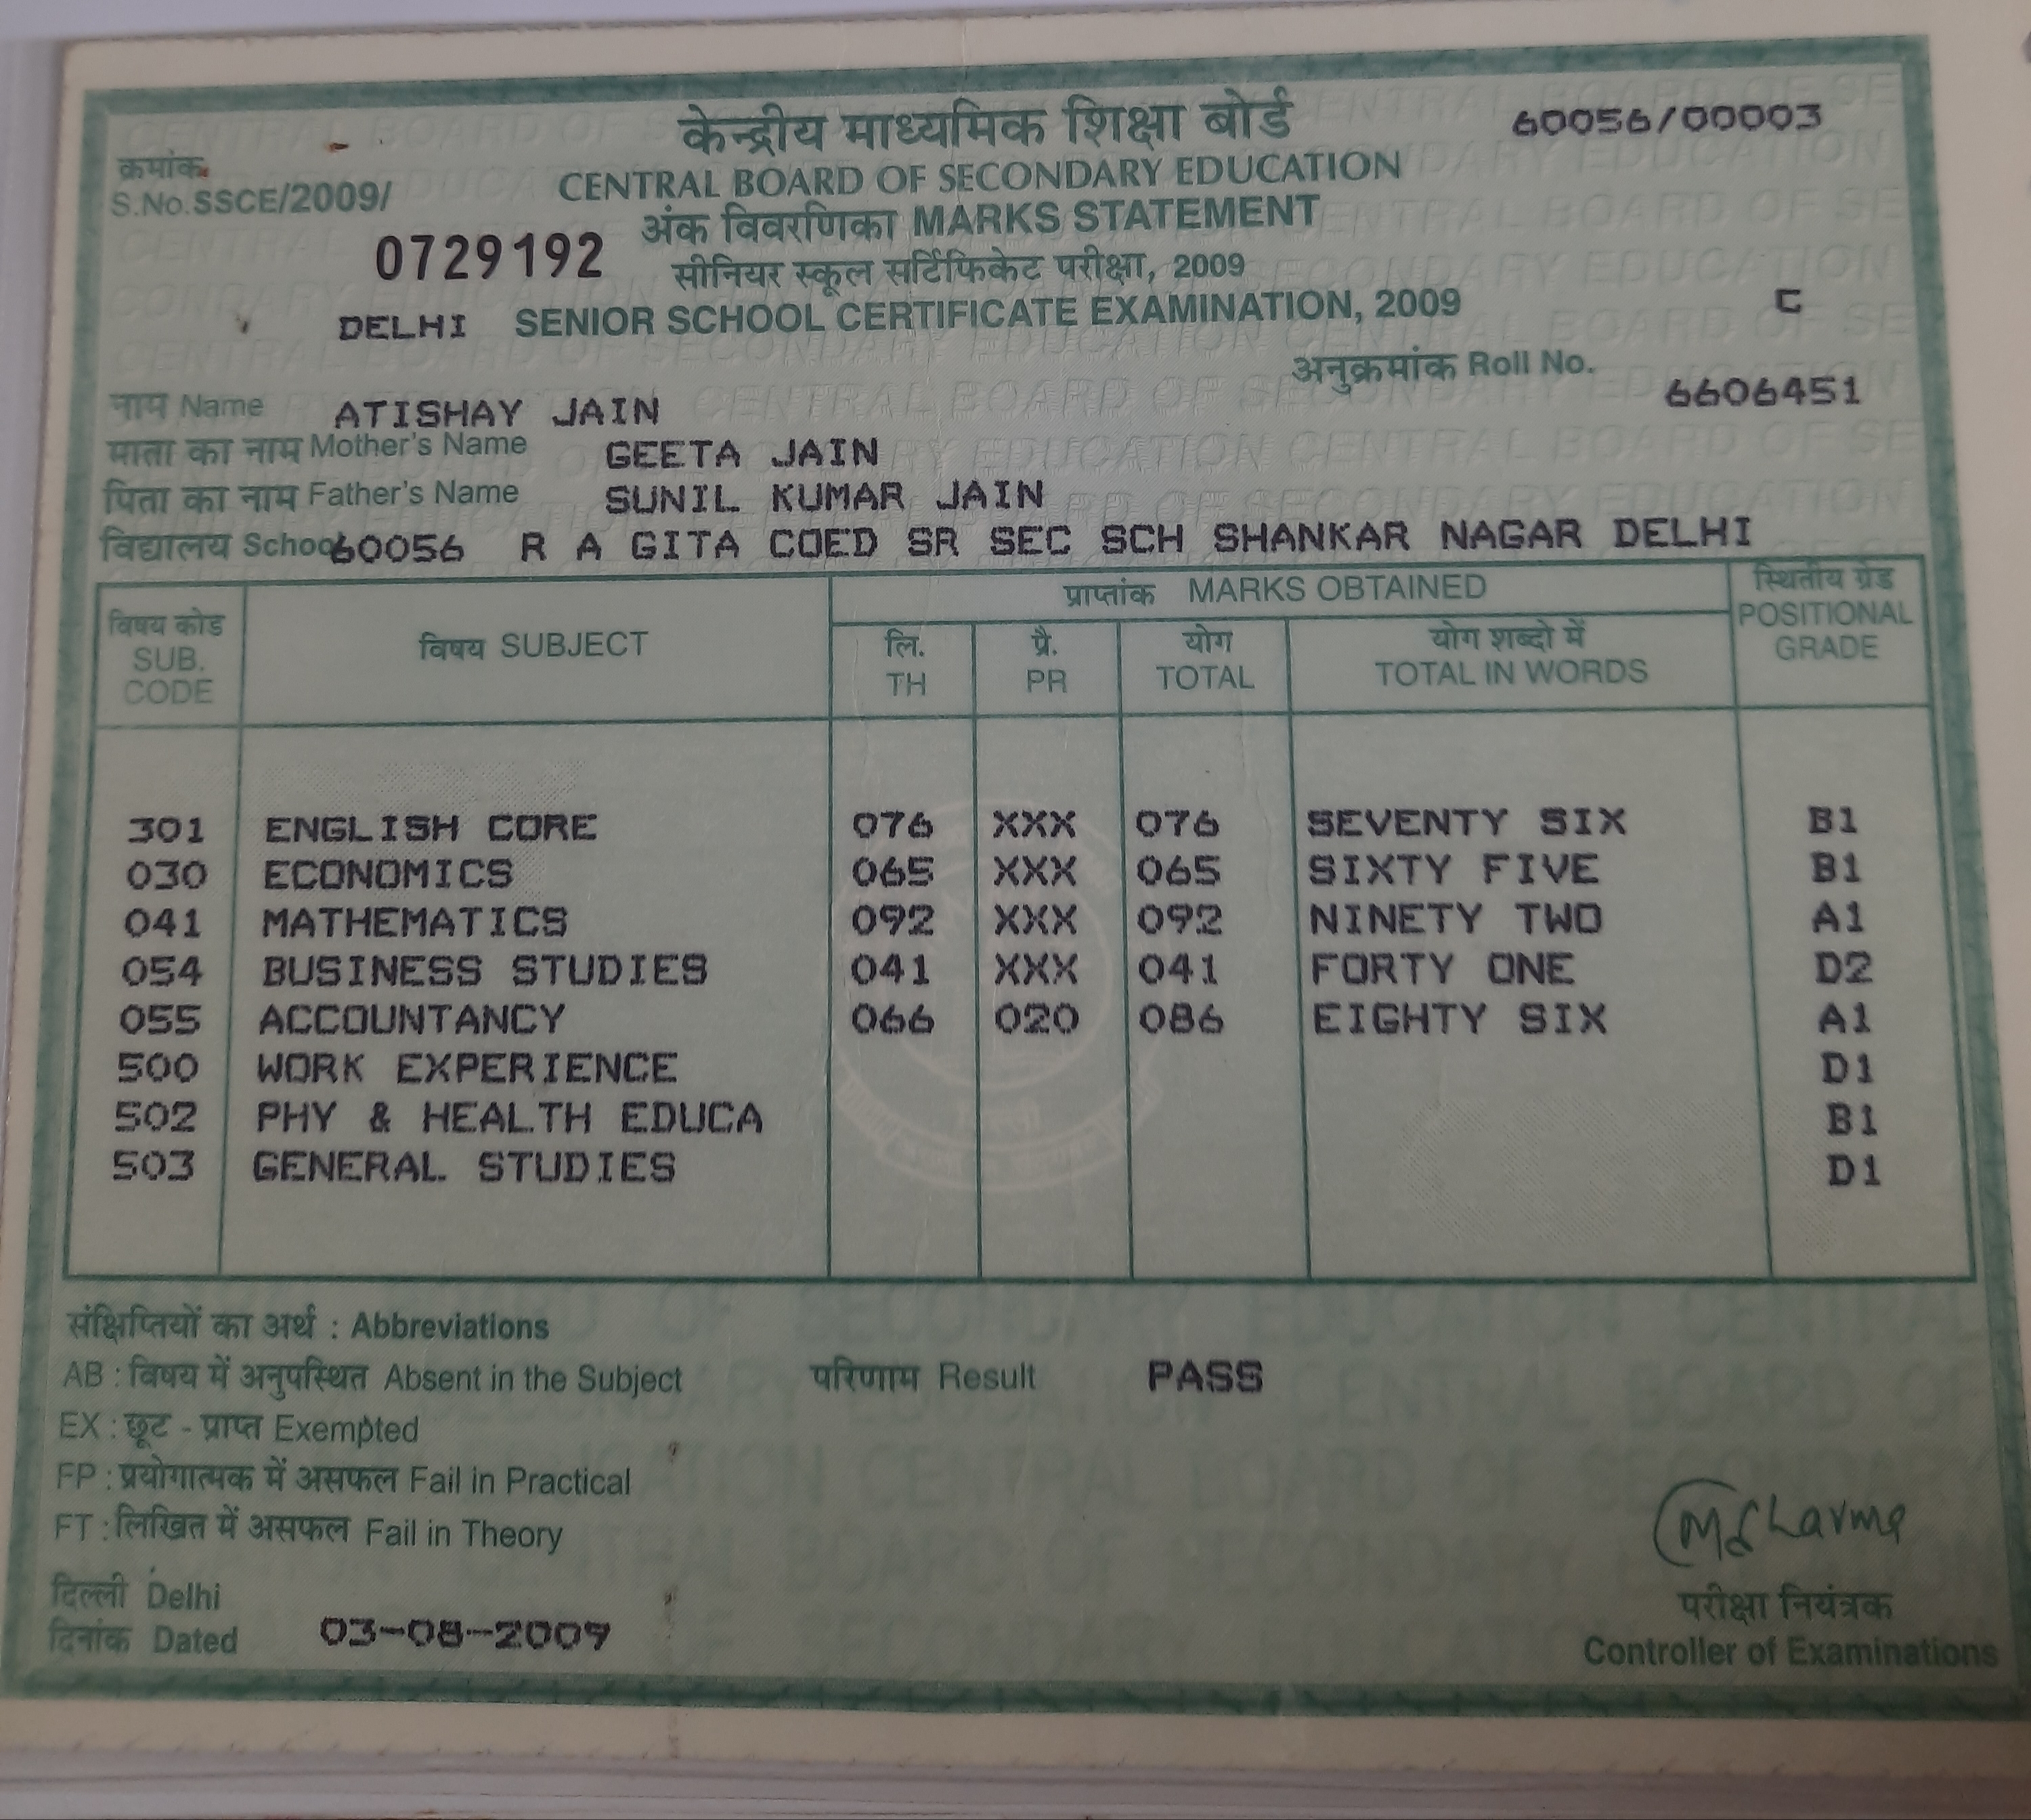 केन्द्रीय माध्यमिक शिक्षा बोर्ड 60056/00003
क्रमांक
S.No.SSCE/2009/ CENTRAL BOARD OF SECONDARY EDUCATION
अंक विवरणिका MARKS STATEMENT
0729192 सीनियर स्कूल सर्टिफिकेट परीक्षा, 2009
DELHI SENIOR SCHOOL CERTIFICATE EXAMINATION, 2009 C
अनुक्रमांक Roll No. 6606451
नाम Name ATISHAY JAIN
माता का नाम Mother's Name GEETA JAIN
पिता का नाम Father's Name SUNIL KUMAR JAIN
विद्यालय School 60056 R A GITA COED SR SEC SCH SHANKAR NAGAR DELHI
विषय कोड SUB. CODE विषय SUBJECT प्राप्तांक MARKS OBTAINED स्थितीय ग्रेड POSITIONAL GRADE
लि. TH प्रै. PR योग TOTAL योग शब्दो में TOTAL IN WORDS
301 ENGLISH CORE 076 XXX 076 SEVENTY SIX B1
030 ECONOMICS 065 XXX 065 SIXTY FIVE B1
041 MATHEMATICS 092 XXX 092 NINETY TWO A1
054 BUSINESS STUDIES 041 XXX 041 FORTY ONE D2
055 ACCOUNTANCY 066 020 086 EIGHTY SIX A1
500 WORK EXPERIENCE D1
502 PHY & HEALTH EDUCA B1
503 GENERAL STUDIES D1
संक्षिप्तियों का अर्थ : Abbreviations
AB : विषय में अनुपस्थित Absent in the Subject परिणाम Result PASS
EX : छूट - प्राप्त Exempted
FP : प्रयोगात्मक में असफल Fail in Practical
FT : लिखित में असफल Fail in Theory
MSharma
दिल्ली Delhi
परीक्षा नियंत्रक
दिनांक Dated 03-08-2009
Controller of Examinations